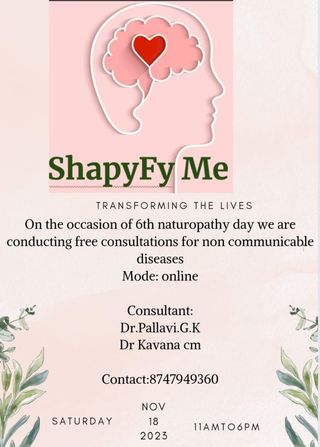 ShapyFy Me
TRANSFORMING THE LIVES
On the occasion of 6th naturopathy day we are
conducting free consultations for non communicable
diseases
Mode: online
Consultant:
Dr.Pallavi.G.K
Dr Kavana cm
Contact:8747949360
SATURDAY
NOV
18
2023
11AMTO6PM